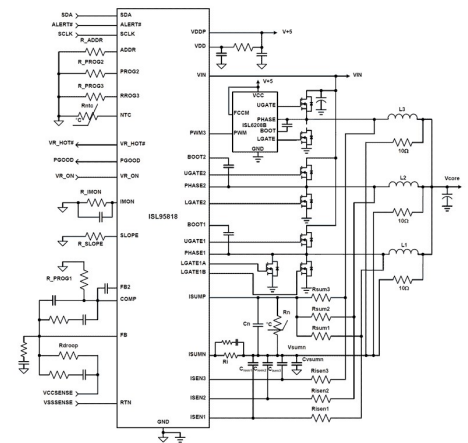 SDA
SDA
ALERT#
ALERT#
SCLK
SCLK
R_ADDR
ADDR
R_PROG2
PROG2
R_PROG3
RROG3
Rntc
°C
NTC
VR_HOT#
VR_HOT#
PGOOD
PGOOD
VR_ON
VR_ON
R_IMON
IMON
R_SLOPE
SLOPE
R_PROG1
FB2
COMP
FB
Rdroop
VCCSENSE
VSSSENSE
RTN
ISL95818
GND
VDDP
V+5
VDD
VIN
VIN
V+5
VCC
FCCM
UGATE
PHASE
ISL6208B
BOOT
PWM3
PWM
LGATE
GND
BOOT2
UGATE2
PHASE2
LGATE2
BOOT1
UGATE1
PHASE1
LGATE1A
LGATE1B
L3
10Ω
L2
10Ω
L1
10Ω
Vcore
ISUMP
Rsum3
Rsum2
Rsum1
Rn
°C
Cn
Vsumn
ISUMN
Ri
Cvsumn
ISEN3
Risen3
ISEN2
Risen2
ISEN1
Risen1